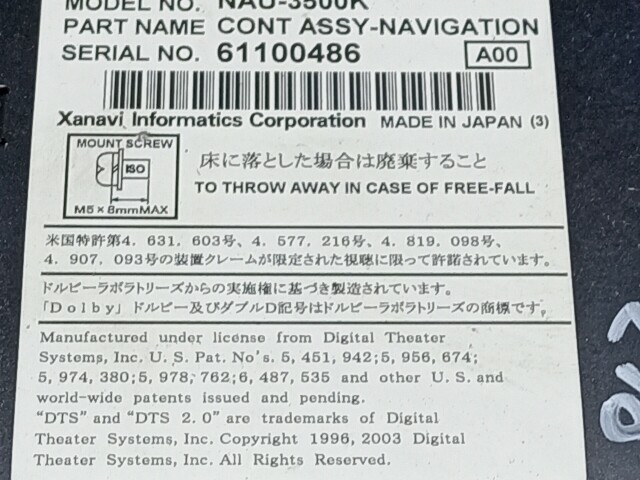 MODEL NO. NAU-3500K
PART NAME CONT ASSY-NAVIGATION
SERIAL NO. 61100486 A00
Xanavi Informatics Corporation MADE IN JAPAN (3)
MOUNT SCREW
ISO
M5×8mmMAX
床に落とした場合は廃棄すること
TO THROW AWAY IN CASE OF FREE-FALL
米国特許第4. 631. 603号、4. 577. 216号、4. 819. 098号、
4. 907. 093号の装置クレームが限定された視聴に限って許諾されています。
ドルビーラボラトリーズからの実施権に基づき製造されています。
「Dolby」ドルビー及びダブルD記号はドルビーラボラトリーズの商標です。
Manufactured under license from Digital Theater
Systems, Inc. U. S. Pat. No's. 5, 451, 942;5, 956, 674;
5, 974, 380;5, 978, 762;6, 487, 535 and other U. S. and
world-wide patents issued and pending.
“DTS” and “DTS 2. 0” are trademarks of Digital
Theater Systems, Inc. Copyright 1996, 2003 Digital
Theater Systems, Inc. All Rights Reserved.